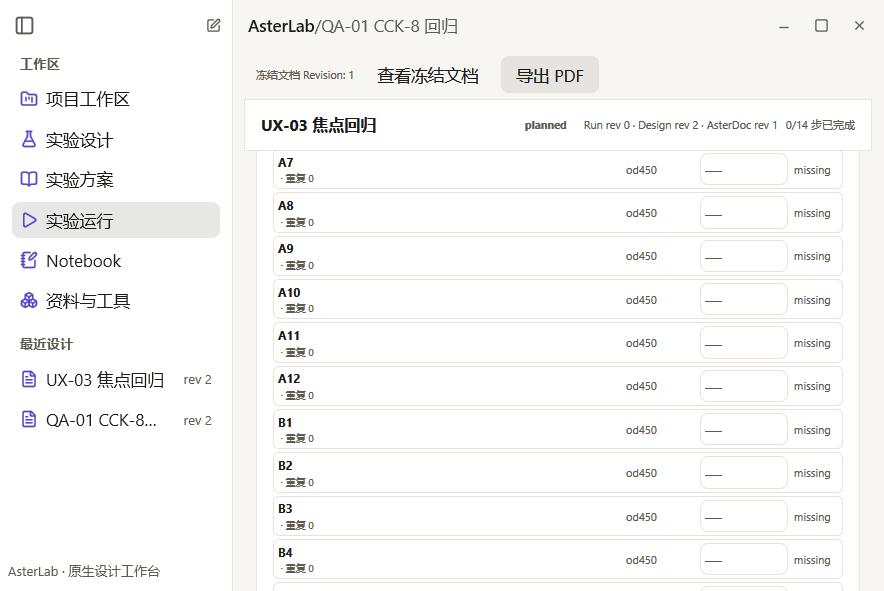 AsterLab/QA-01 CCK-8 回归
工作区
项目工作区
实验设计
实验方案
实验运行
Notebook
资料与工具
最近设计
UX-03 焦点回归 rev 2
QA-01 CCK-8... rev 2
AsterLab · 原生设计工作台
冻结文档 Revision: 1 查看冻结文档 导出 PDF
UX-03 焦点回归 planned Run rev 0 · Design rev 2 · AsterDoc rev 1 0/14 步已完成
A7 od450 — missing
· 重复 0
A8 od450 — missing
· 重复 0
A9 od450 — missing
· 重复 0
A10 od450 — missing
· 重复 0
A11 od450 — missing
· 重复 0
A12 od450 — missing
· 重复 0
B1 od450 — missing
· 重复 0
B2 od450 — missing
· 重复 0
B3 od450 — missing
· 重复 0
B4 od450 — missing
· 重复 0